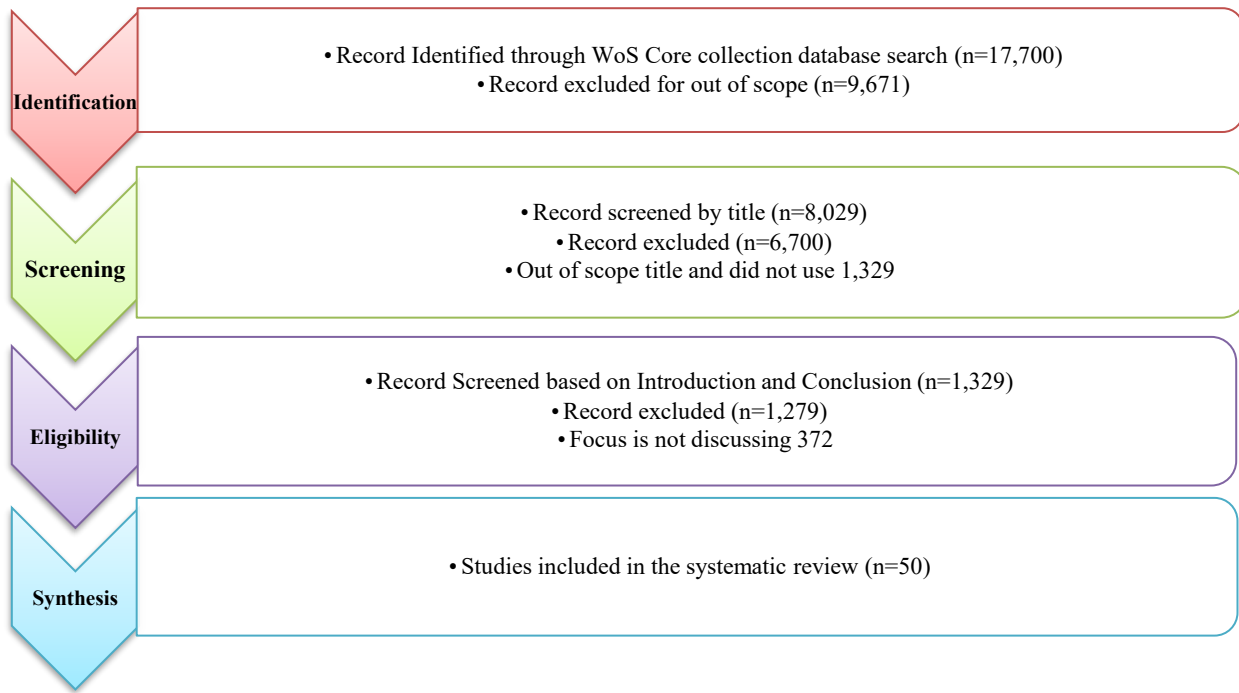 Identification
• Record Identified through WoS Core collection database search (n=17,700)
• Record excluded for out of scope (n=9,671)
Screening
• Record screened by title (n=8,029)
• Record excluded (n=6,700)
• Out of scope title and did not use 1,329
Eligibility
• Record Screened based on Introduction and Conclusion (n=1,329)
• Record excluded (n=1,279)
• Focus is not discussing 372
Synthesis
• Studies included in the systematic review (n=50)